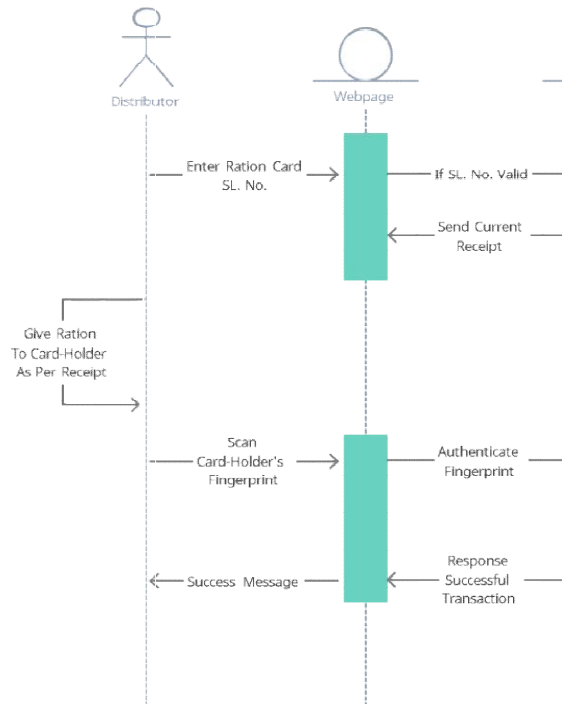 Distributor
Webpage
Enter Ration Card
SL. No.
If SL. No. Valid
Send Current
Receipt
Give Ration
To Card-Holder
As Per Receipt
Scan
Card-Holder's
Fingerprint
Authenticate
Fingerprint
Success Message
Response
Successful
Transaction